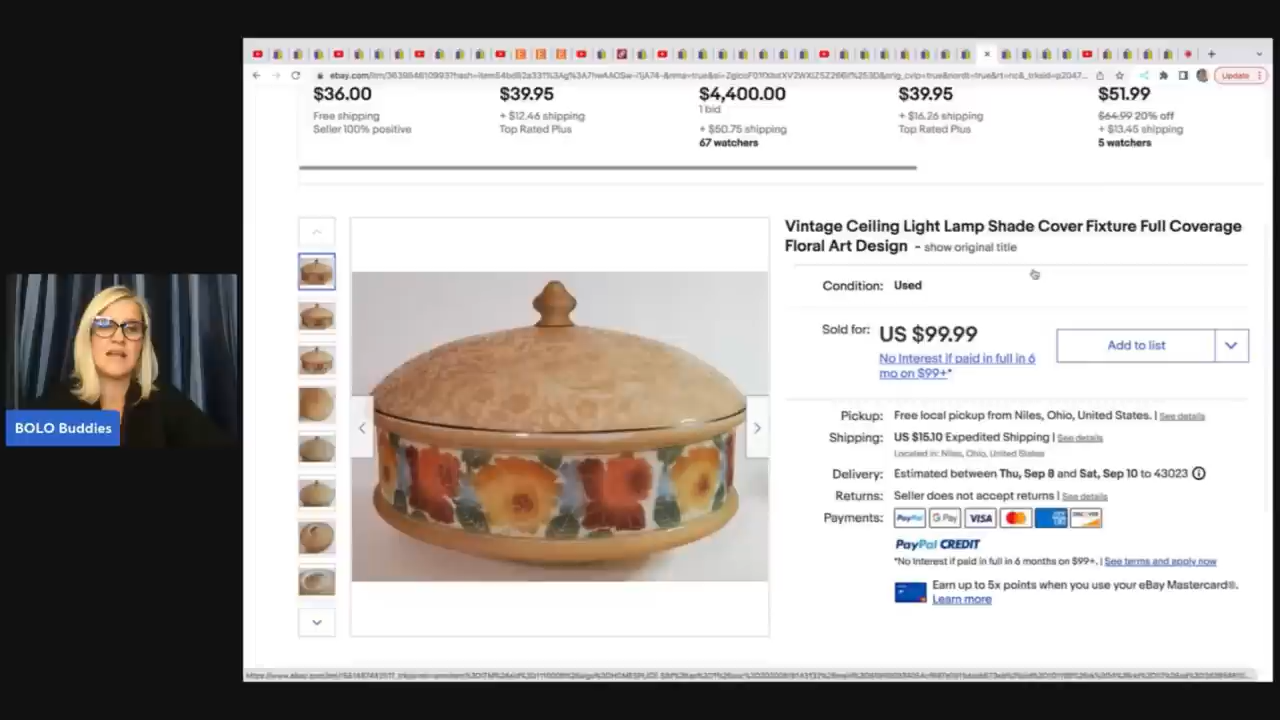 Update
$36.00
Free shipping
Seller 100% positive
$39.95
+ $12.46 shipping
Top Rated Plus
$4,400.00
1 bid
+ $50.75 shipping
67 watchers
$39.95
+ $16.26 shipping
Top Rated Plus
$51.99
$64.99 20% off
+ $13.45 shipping
5 watchers
Vintage Ceiling Light Lamp Shade Cover Fixture Full Coverage
Floral Art Design - show original title
Condition: Used
Sold for: US $99.99
No Interest if paid in full in 6
mo on $99+*
Add to list
Pickup: Free local pickup from Niles, Ohio, United States. | See details
Shipping: US $15.10 Expedited Shipping | See details
Located in: Niles, Ohio, United States
Delivery: Estimated between Thu, Sep 8 and Sat, Sep 10 to 43023
Returns: Seller does not accept returns | See details
Payments: PayPal G Pay VISA DISCOVER
PayPal CREDIT
*No Interest if paid in full in 6 months on $99+. | See terms and apply now
Earn up to 5x points when you use your eBay Mastercard®.
Learn more
BOLO Buddies